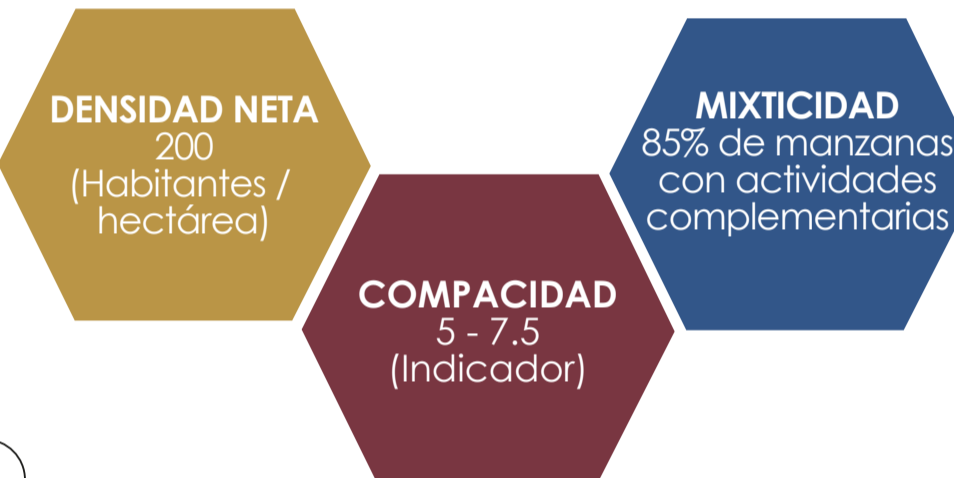 DENSIDAD NETA
200
(Habitantes /
hectárea)
COMPACIDAD
5 - 7.5
(Indicador)
MIXTICIDAD
85% de manzanas
con actividades
complementarias